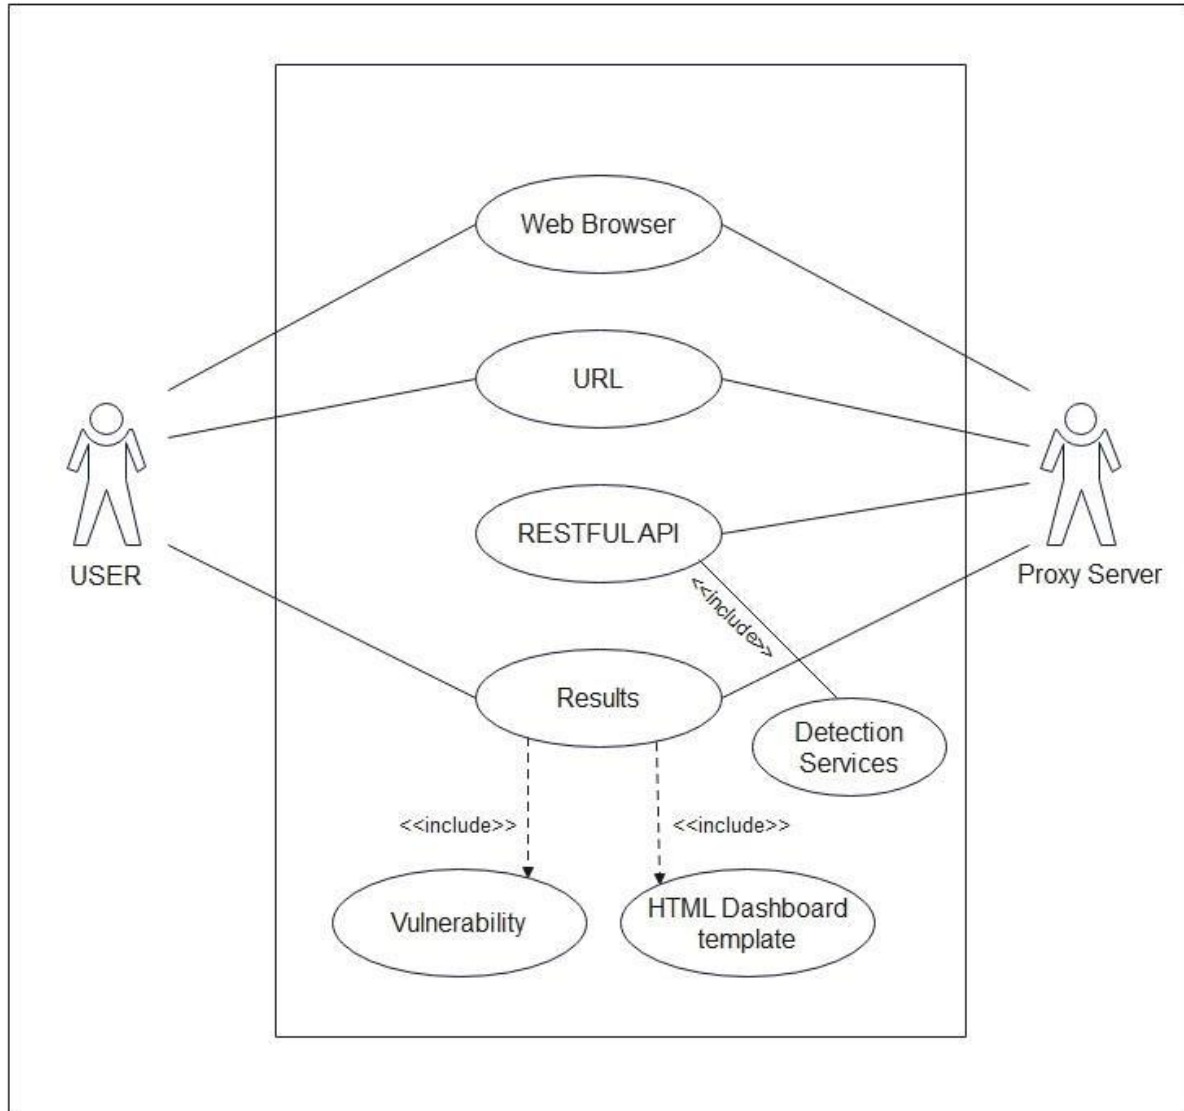 Web Browser
URL
RESTFUL API
USER
Proxy Server
<<include>>
Results
Detection
Services
<<include>>
<<include>>
Vulnerability
HTML Dashboard
template